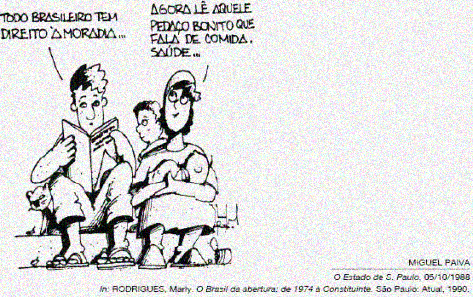 TODO BRASILEIRO TEM
DIREITO À MORADIA...
AGORA LÊ AQUELE
PEDAÇO BONITO QUE
FALA DE COMIDA,
SAÚDE...
MIGUEL PAIVA
O Estado de S. Paulo, 05/10/1988
In: RODRIGUES, Marly. O Brasil da abertura: de 1974 à Constituinte. São Paulo: Atual, 1990.